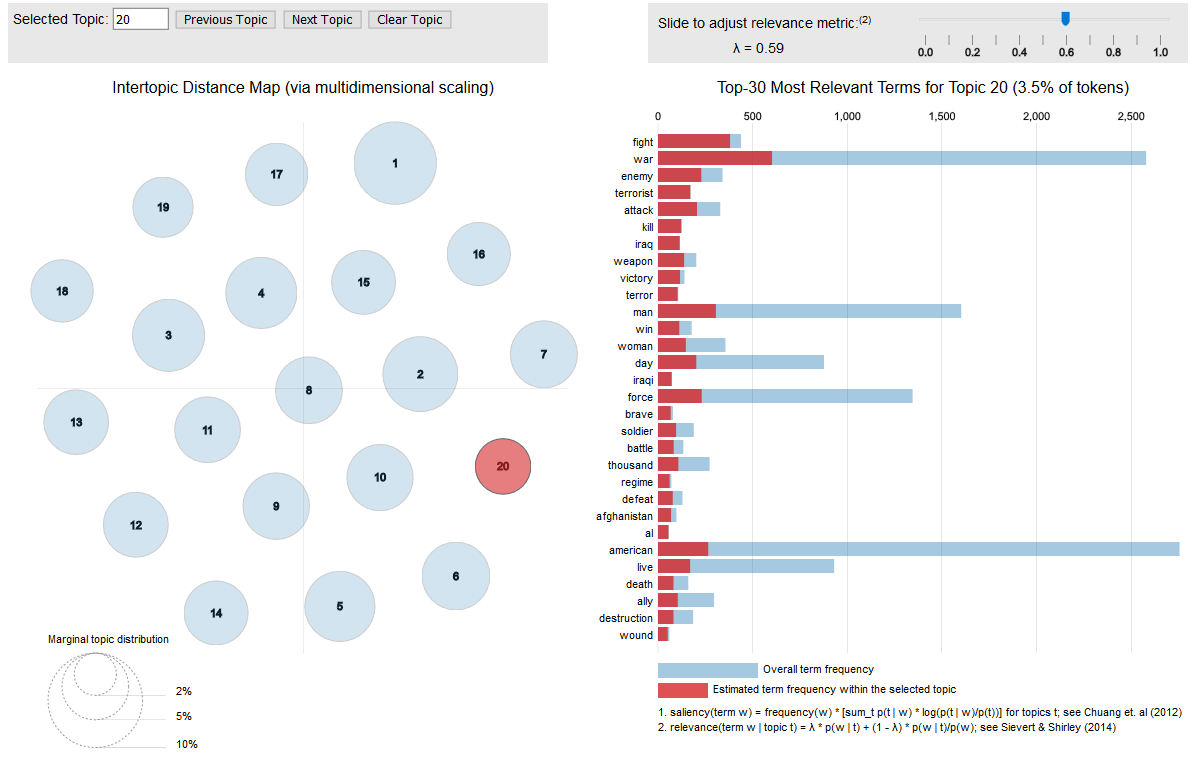 Selected Topic: 20 Previous Topic Next Topic Clear Topic
Slide to adjust relevance metric:(2)
λ = 0.59
0.0 0.2 0.4 0.6 0.8 1.0
Intertopic Distance Map (via multidimensional scaling)
1
17
19
16
15
18
4
3
7
2
8
13
11
20
10
9
12
6
5
14
Marginal topic distribution
2%
5%
10%
Top-30 Most Relevant Terms for Topic 20 (3.5% of tokens)
0 500 1,000 1,500 2,000 2,500
fight
war
enemy
terrorist
attack
kill
iraq
weapon
victory
terror
man
win
woman
day
iraqi
force
brave
soldier
battle
thousand
regime
defeat
afghanistan
al
american
live
death
ally
destruction
wound
Overall term frequency
Estimated term frequency within the selected topic
1. saliency(term w) = frequency(w) * [sum_t p(t | w) * log(p(t | w)/p(t))] for topics t; see Chuang et. al (2012)
2. relevance(term w | topic t) = λ * p(w | t) + (1 - λ) * p(w | t)/p(w); see Sievert & Shirley (2014)